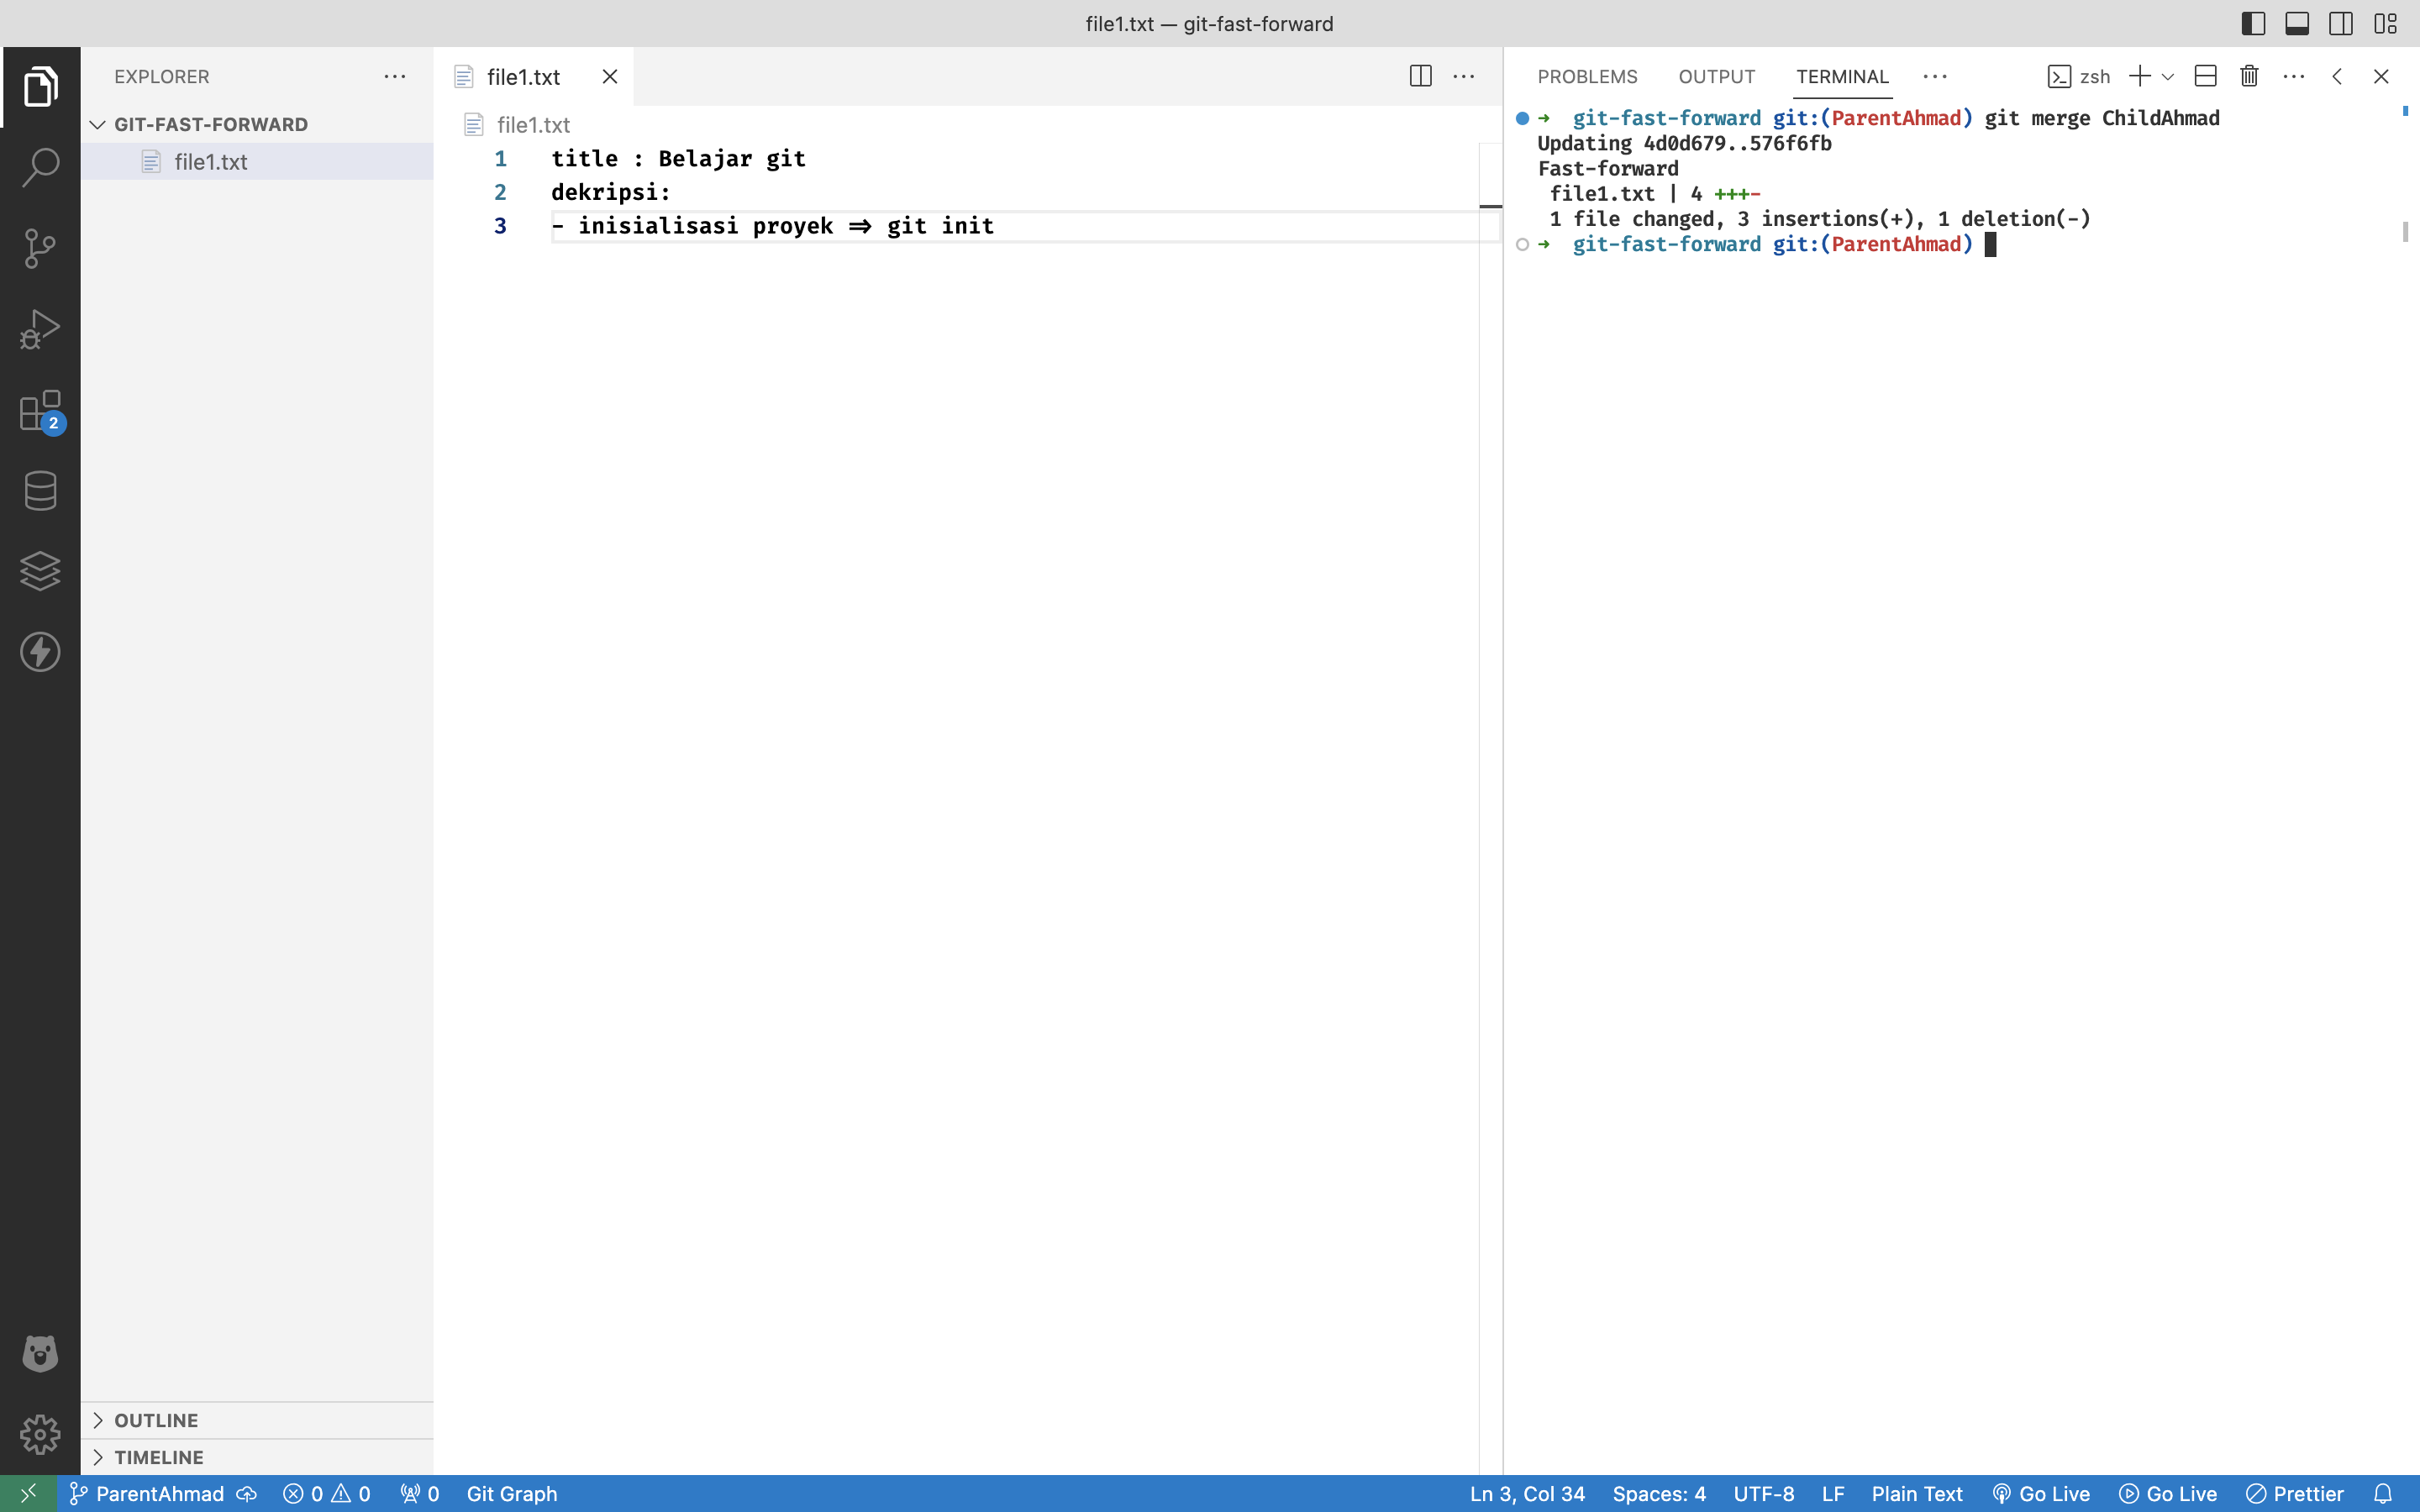 file1.txt — git-fast-forward
EXPLORER
GIT-FAST-FORWARD
file1.txt
OUTLINE
TIMELINE
file1.txt
file1.txt
1 title : Belajar git
2 dekripsi:
3 - inisialisasi proyek => git init
PROBLEMS OUTPUT TERMINAL zsh
→ git-fast-forward git:(ParentAhmad) git merge ChildAhmad
Updating 4d0d679..576f6fb
Fast-forward
file1.txt | 4 +++-
1 file changed, 3 insertions(+), 1 deletion(-)
→ git-fast-forward git:(ParentAhmad)
2
ParentAhmad 0 0 0 Git Graph Ln 3, Col 34 Spaces: 4 UTF-8 LF Plain Text Go Live Go Live Prettier